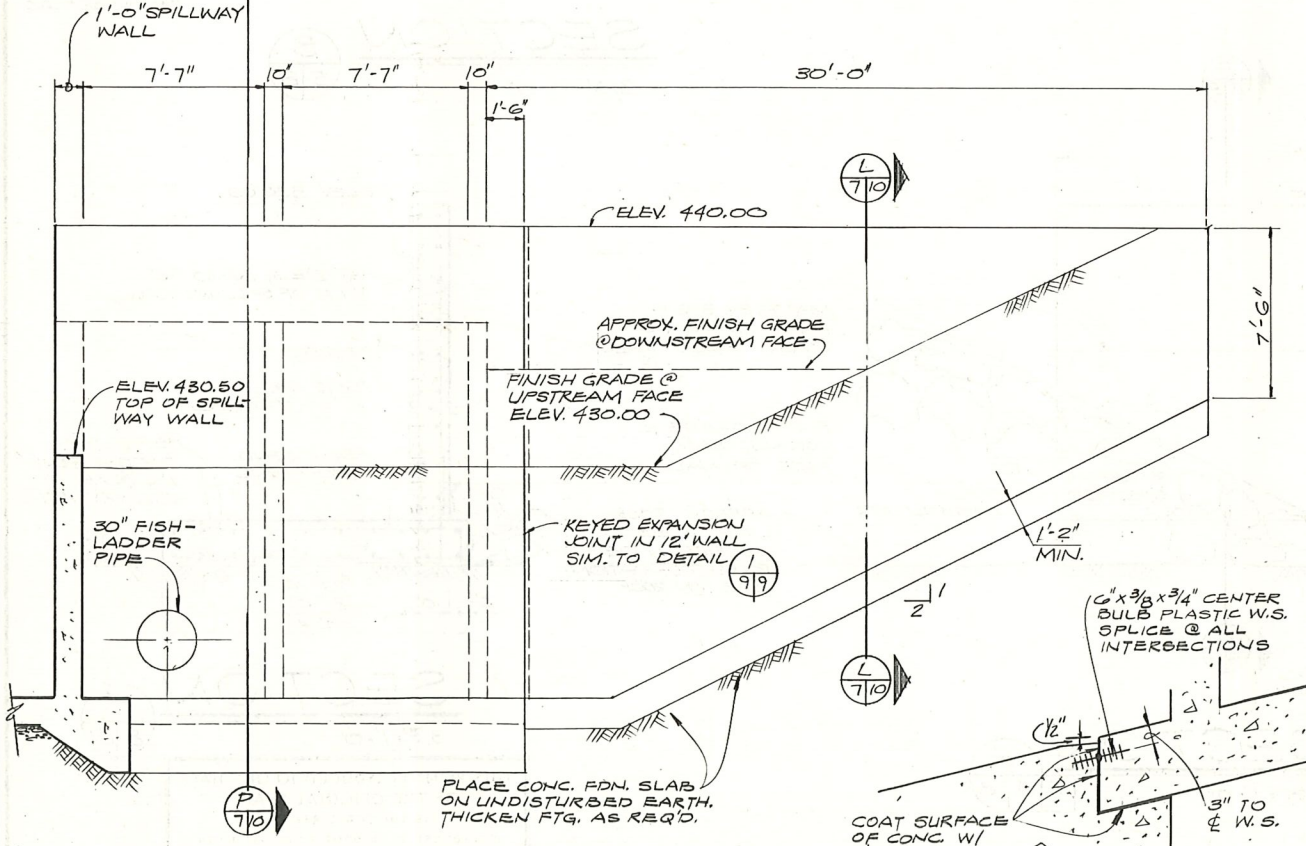 1'-0" SPILLWAY
WALL
7'-7"
10"
7'-7"
10"
30'-0"
1'-6"
L
7 10
ELEV. 440.00
7'-6"
APPROX. FINISH GRADE
@ DOWNSTREAM FACE
FINISH GRADE @
UPSTREAM FACE
ELEV. 430.00
ELEV. 430.50
TOP OF SPILL-
WAY WALL
30" FISH-
LADDER
PIPE
KEYED EXPANSION
JOINT IN 12" WALL
SIM. TO DETAIL
1
9 9
1'-2"
MIN.
1
2
6" x 3/8 x 3/4" CENTER
BULB PLASTIC W.S.
SPLICE @ ALL
INTERSECTIONS
L
7 10
1/2"
PLACE CONC. FDN. SLAB
ON UNDISTURBED EARTH.
THICKEN FTG. AS REQ'D.
P
7 10
COAT SURFACE
OF CONC. W/
3" TO
℄ W.S.